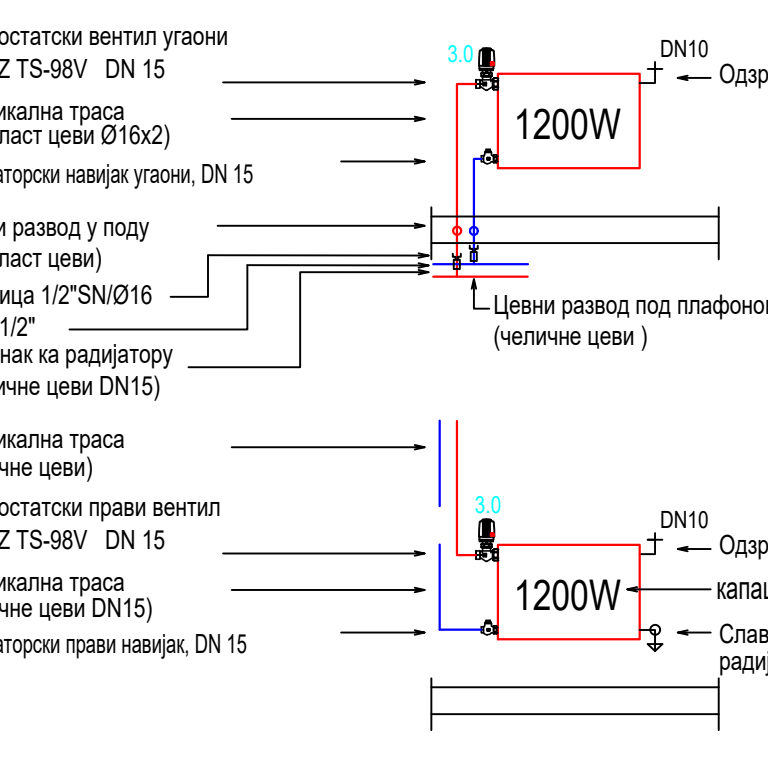 остатски вентил угаони
Z TS-98V DN 15
икална траса
ласт цеви Ø16x2)
аторски навијак угаони, DN 15
и развод у поду
ласт цеви)
ица 1/2"SN/Ø16
1/2"
нак ка радијатору
ичне цеви DN15)
3.0
DN10
Одзр
1200W
Цевни развод под плафоном
(челичне цеви )
икална траса
чне цеви)
остатски прави вентил
Z TS-98V DN 15
икална траса
чне цеви DN15)
аторски прави навијак, DN 15
3.0
DN10
Одзр
1200W
капац
Слав
радиј